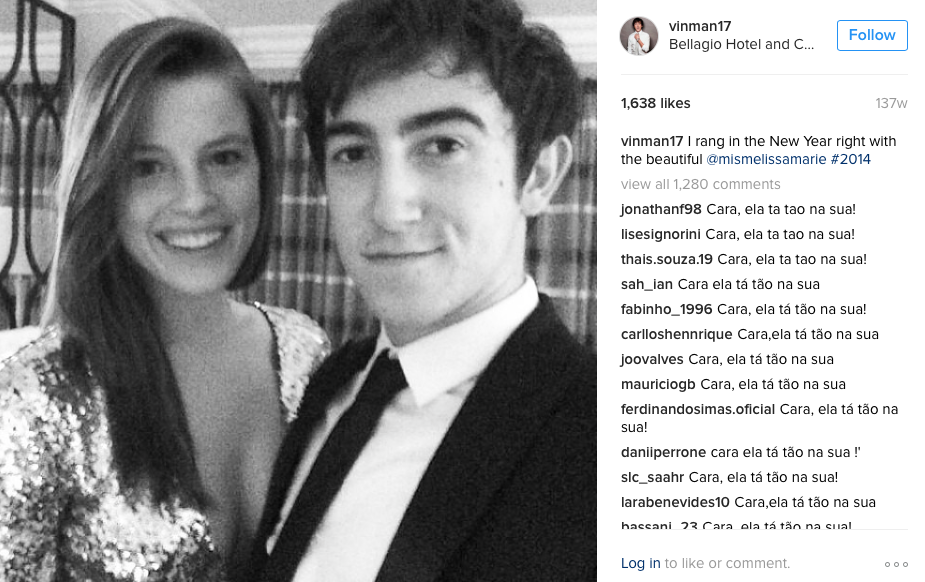 vinman17
Bellagio Hotel and C...
Follow
1,638 likes
137w
vinman17 I rang in the New Year right with
the beautiful @mismelissamarie #2014
view all 1,280 comments
jonathanf98 Cara, ela ta tao na sua!
lisesignorini Cara, ela ta tao na sua!
thais.souza.19 Cara, ela ta tao na sua!
sah_ian Cara ela tá tão na sua
fabinho_1996 Cara, ela tá tão na sua!
carlloshennrique Cara,ela tá tão na sua
joovalves Cara, ela tá tão na sua
mauriciogb Cara, ela tá tão na sua
ferdinandosimas.oficial Cara, ela tá tão na
sua!
daniiperrone cara ela tá tão na sua !'
slc_saahr Cara, ela tá tão na sua!
larabenevides10 Cara,ela tá tão na sua
bassani_23 Cara, ela tá tão na sua!
Log in to like or comment.